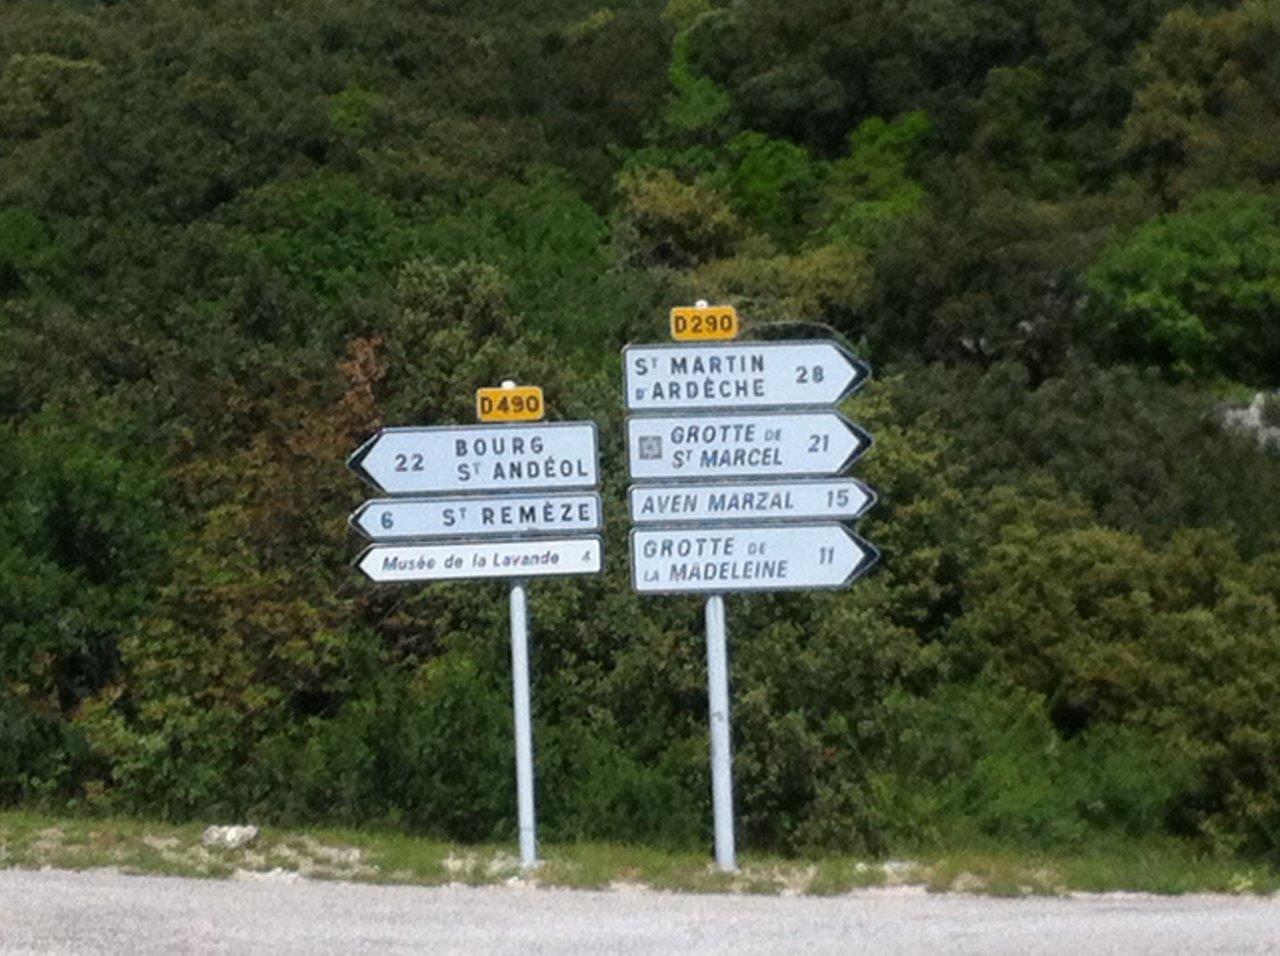 D490
22 BOURG
ST ANDÉOL
6 ST REMÈZE
Musée de la Lavande 4
D290
ST MARTIN
D'ARDÈCHE 28
GROTTE DE
ST MARCEL 21
AVEN MARZAL 15
GROTTE DE
LA MADELEINE 11